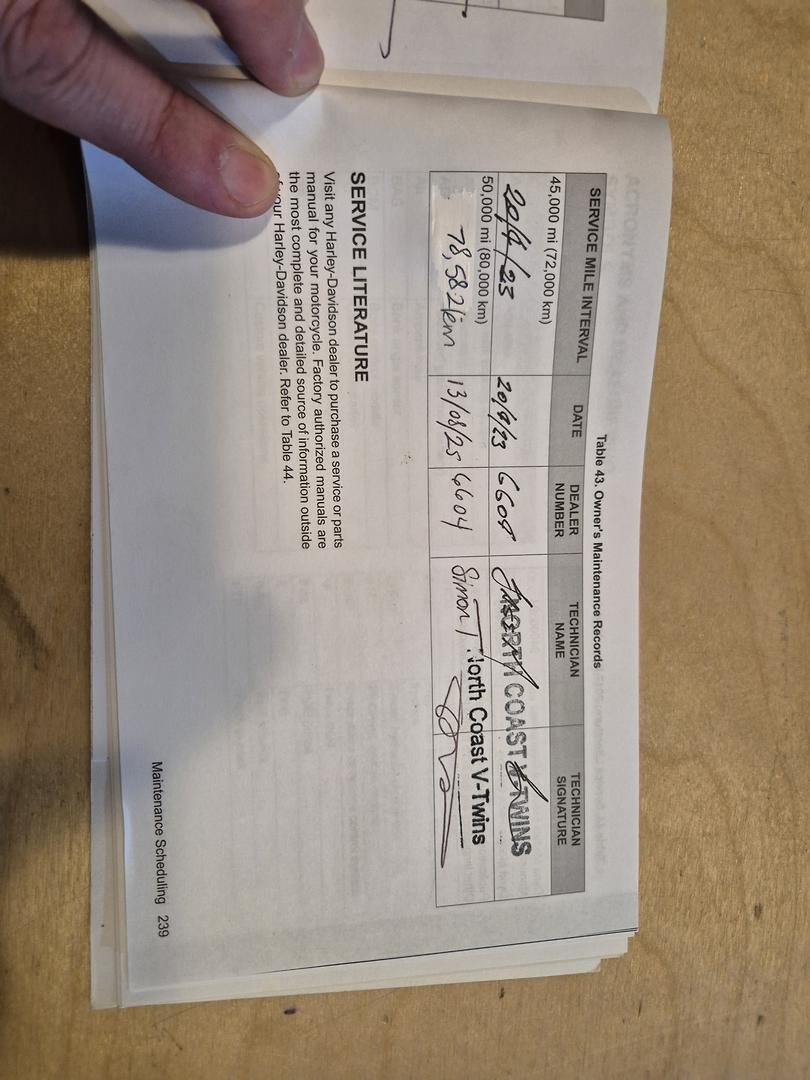 Table 43. Owner's Maintenance Records
SERVICE MILE INTERVAL DATE DEALER NUMBER TECHNICIAN NAME TECHNICIAN SIGNATURE
45,000 mi (72,000 km)
20/9/23 20/9/23 6604 NORTH COAST V-TWINS
50,000 mi (80,000 km)
78,582km 13/08/25 6604 Simon T North Coast V-Twins
SERVICE LITERATURE
Visit any Harley-Davidson dealer to purchase a service or parts
manual for your motorcycle. Factory authorized manuals are
the most complete and detailed source of information outside
of your Harley-Davidson dealer. Refer to Table 44.
Maintenance Scheduling 239